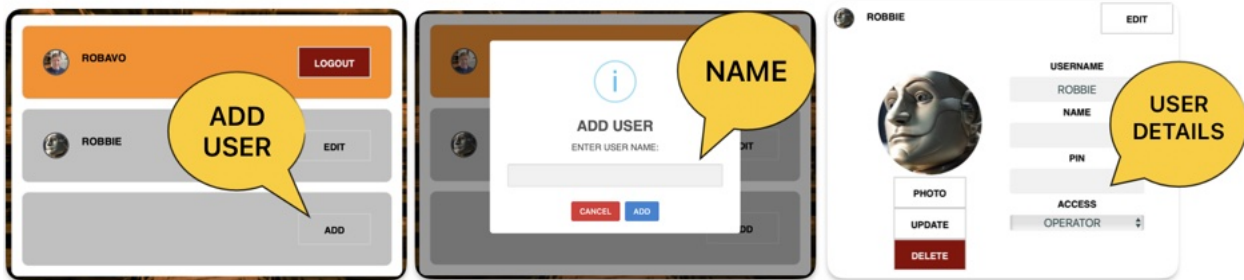 ROBAVO
LOGOUT
ADD
USER
ROBBIE
EDIT
ADD
NAME
i
ADD USER
ENTER USER NAME:
CANCEL ADD
ROBBIE
EDIT
USERNAME
ROBBIE
NAME
USER
DETAILS
PIN
PHOTO
ACCESS
UPDATE
OPERATOR
DELETE